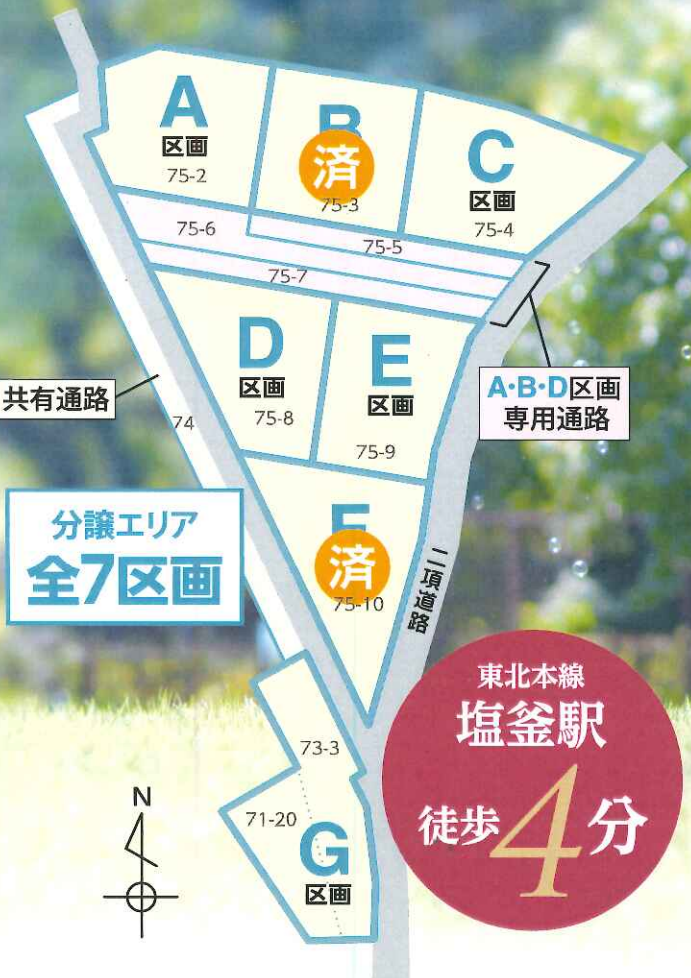 A
区画
75-2
B
済
75-3
C
区画
75-4
75-6
75-5
75-7
D
区画
75-8
E
区画
75-9
A・B・D区画
専用通路
共有通路
74
分譲エリア
全7区画
F
済
75-10
二項道路
東北本線
塩釜駅
徒歩4分
73-3
71-20
G
区画
N